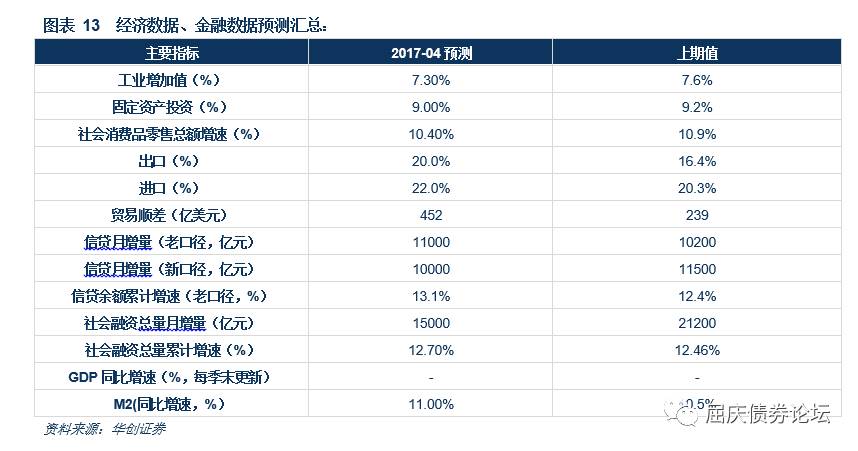 图表 13 经济数据、金融数据预测汇总：
主要指标 2017-04 预测 上期值
工业增加值（%） 7.30% 7.6%
固定资产投资（%） 9.00% 9.2%
社会消费品零售总额增速（%） 10.40% 10.9%
出口（%） 20.0% 16.4%
进口（%） 22.0% 20.3%
贸易顺差（亿美元） 452 239
信贷月增量（老口径，亿元） 11000 10200
信贷月增量（新口径，亿元） 10000 11500
信贷余额累计增速（老口径，%） 13.1% 12.4%
社会融资总量月增量（亿元） 15000 21200
社会融资总量累计增速（%） 12.70% 12.46%
GDP 同比增速（%，每季末更新） - -
M2(同比增速，%） 11.00% 0.5%
屈庆债券论坛
资料来源：华创证券